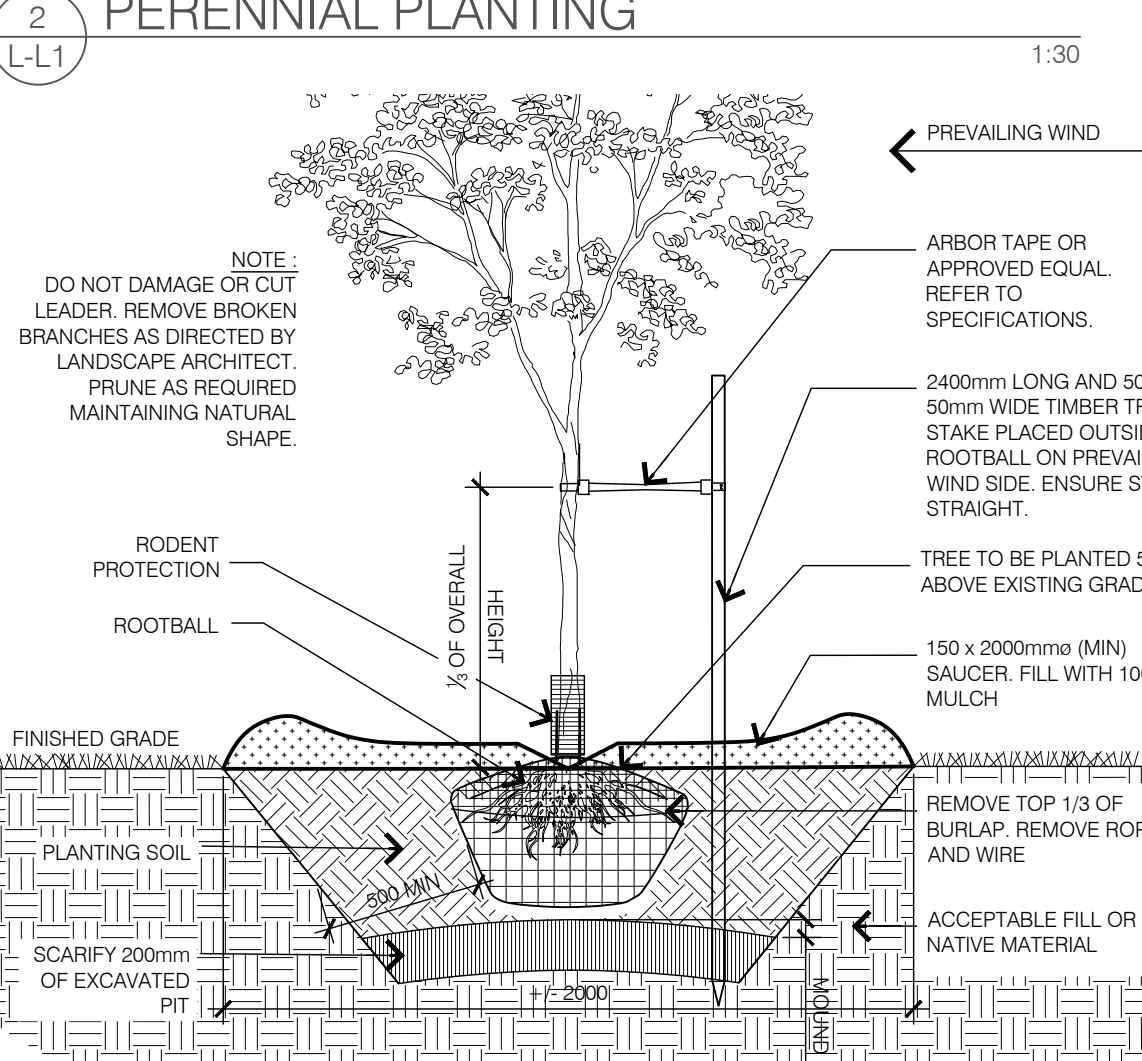 2
L-L1
PERENNIAL PLANTING
1:30
PREVAILING WIND
ARBOR TAPE OR
APPROVED EQUAL.
REFER TO
SPECIFICATIONS.
NOTE :
DO NOT DAMAGE OR CUT
LEADER. REMOVE BROKEN
BRANCHES AS DIRECTED BY
LANDSCAPE ARCHITECT.
PRUNE AS REQUIRED
MAINTAINING NATURAL
SHAPE.
2400mm LONG AND
50mm WIDE TIMBER
STAKE PLACED
ROOTBALL ON
WIND SIDE. ENSURE
STRAIGHT.
RODENT
PROTECTION
ROOTBALL
⅓ OF OVERALL
HEIGHT
TREE TO BE PLANTED
ABOVE EXISTING
150 x 2000mmø (MIN)
SAUCER. FILL WITH
MULCH
FINISHED GRADE
REMOVE TOP 1/3 OF
BURLAP. REMOVE
AND WIRE
PLANTING SOIL
500 MIN
ACCEPTABLE FILL OR
NATIVE MATERIAL
SCARIFY 200mm
OF EXCAVATED
PIT
+/- 2000
MOUND